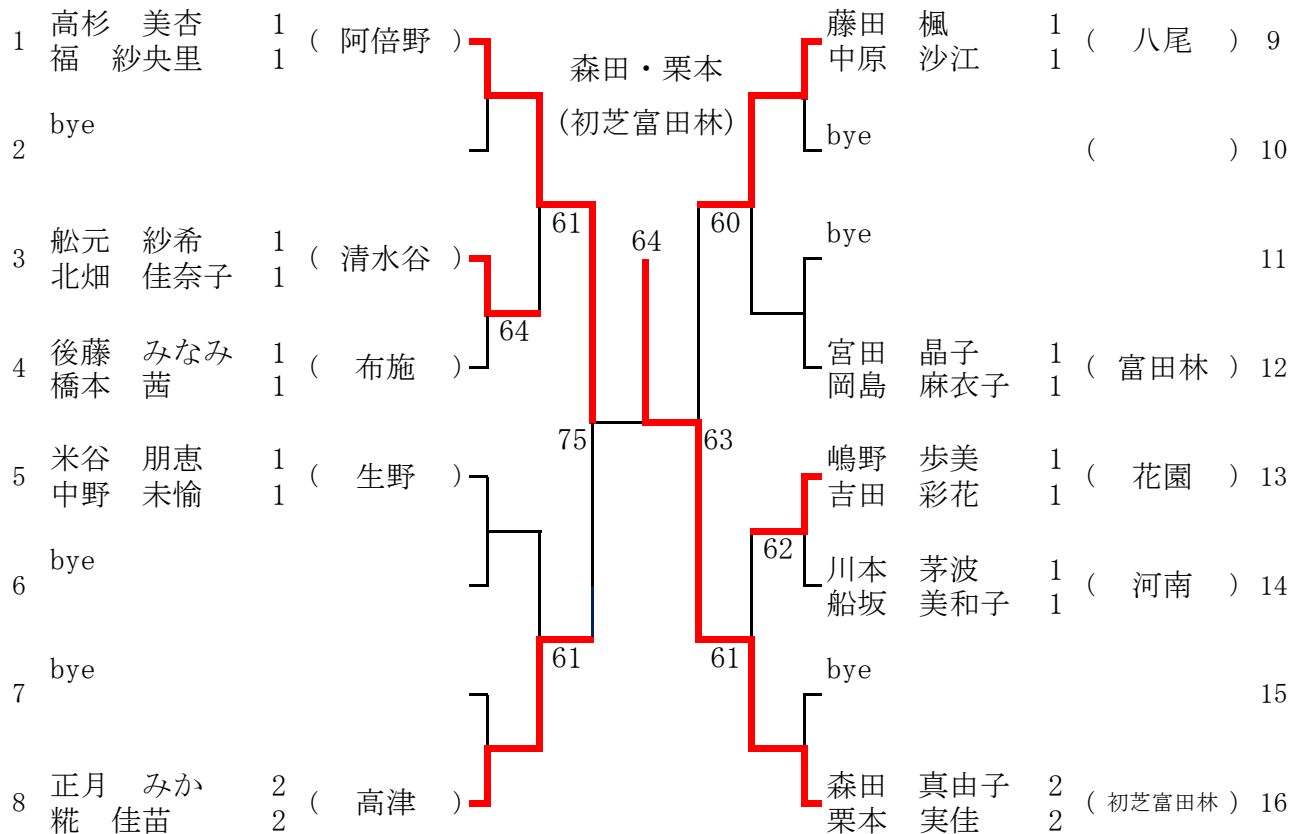 高杉 美杏 1
1 ( 阿倍野 )
福 紗央里 1
bye
2
舩元 紗希 1
3 ( 清水谷 )
北畑 佳奈子 1
後藤 みなみ 1
4 ( 布施 )
橋本 茜 1
米谷 朋恵 1
5 ( 生野 )
中野 未愉 1
bye
6
bye
7
正月 みか 2
8 ( 高津 )
糀 佳苗 2
森田・栗本
(初芝富田林)
61
64
60
64
75
63
62
61
61
藤田 楓 1
( 八尾 ) 9
中原 沙江 1
bye
( ) 10
bye
11
宮田 晶子 1
( 富田林 ) 12
岡島 麻衣子 1
嶋野 歩美 1
( 花園 ) 13
吉田 彩花 1
川本 茅波 1
( 河南 ) 14
船坂 美和子 1
bye
15
森田 真由子 2
( 初芝富田林 ) 16
栗本 実佳 2